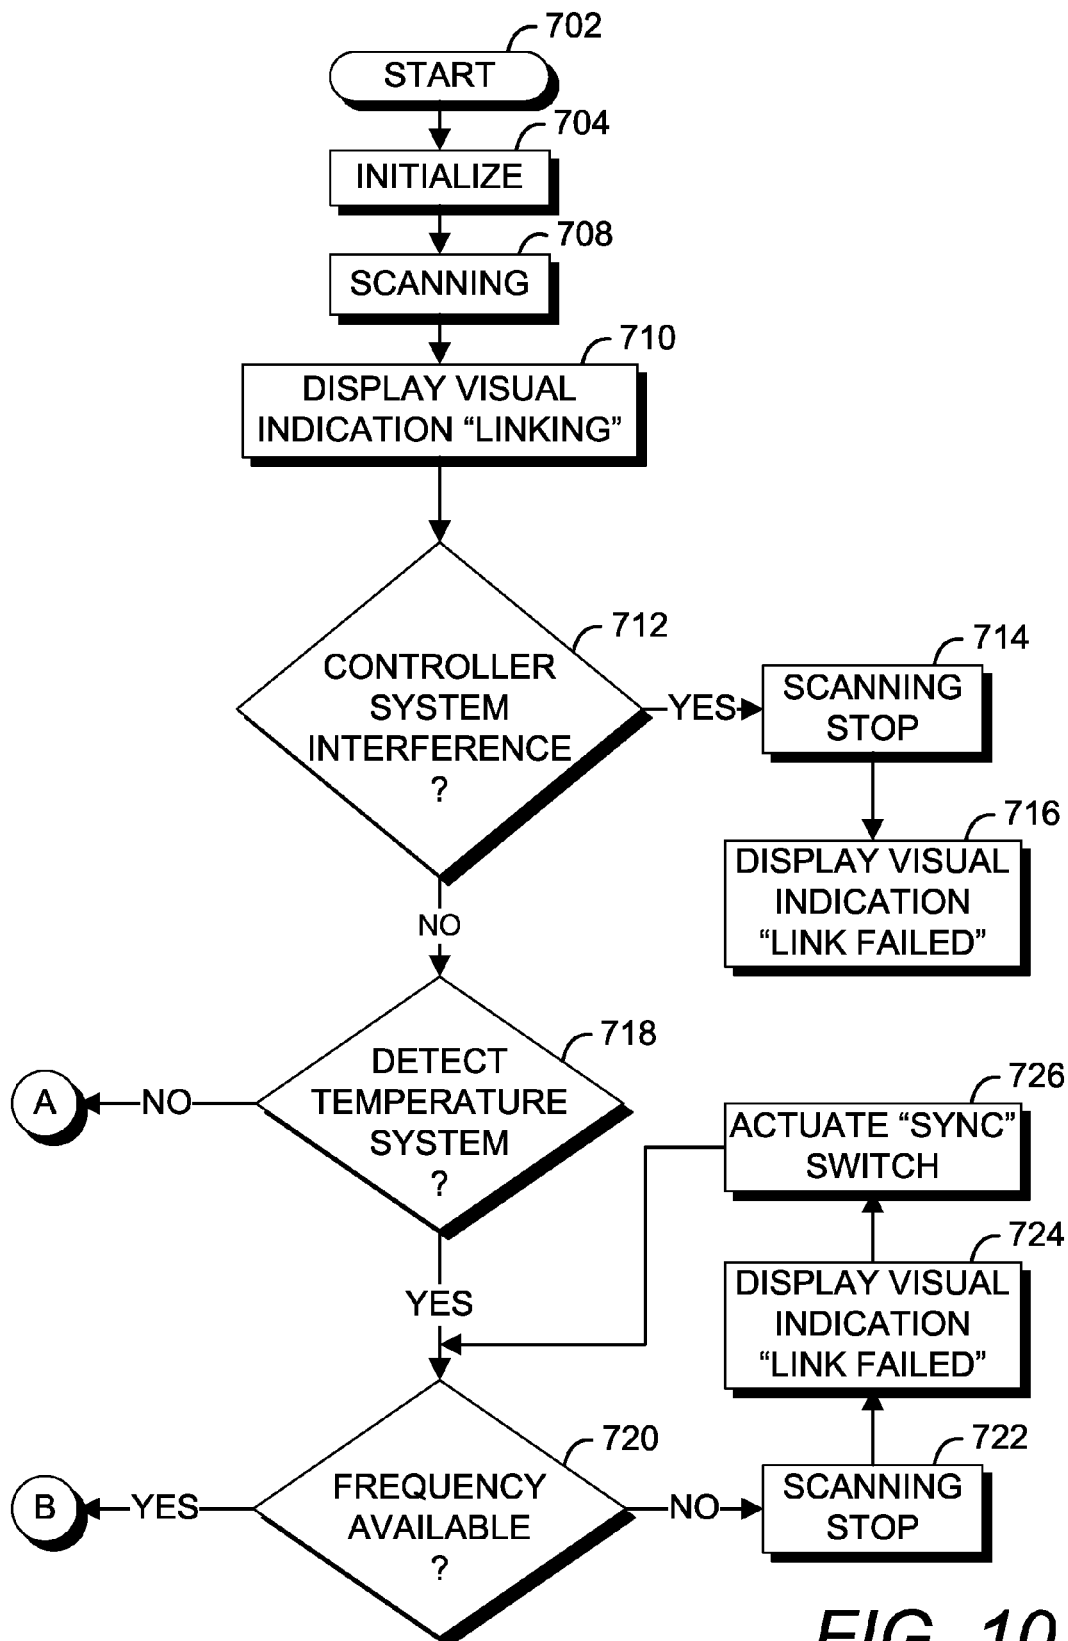 702
START
704
INITIALIZE
708
SCANNING
710
DISPLAY VISUAL
INDICATION “LINKING”
712
CONTROLLER
SYSTEM
INTERFERENCE
?
YES
714
SCANNING
STOP
716
DISPLAY VISUAL
INDICATION
“LINK FAILED”
NO
718
DETECT
TEMPERATURE
SYSTEM
?
NO
A
726
ACTUATE “SYNC”
SWITCH
724
DISPLAY VISUAL
INDICATION
“LINK FAILED”
YES
720
FREQUENCY
AVAILABLE
?
YES
B
NO
722
SCANNING
STOP
FIG. 10